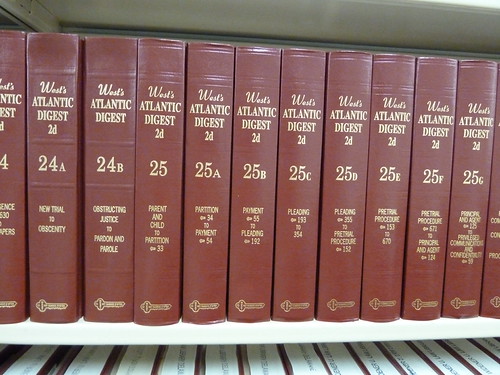 ANTIC
24A
West's
ATLANTIC
DIGEST
2d
24A
NEW TRIAL
TO
OBSCENITY
West's
ATLANTIC
DIGEST
2d
24B
OBSTRUCTING
JUSTICE
TO
PARDON AND
PAROLE
West's
ATLANTIC
DIGEST
2d
25
PARENT
AND
CHILD
TO
PARTITION
33
West's
ATLANTIC
DIGEST
2d
25A
PARTITION
34
TO
PAYMENT
54
West's
ATLANTIC
DIGEST
2d
25B
PAYMENT
55
TO
PLEADING
192
West's
ATLANTIC
DIGEST
2d
25C
PLEADING
193
TO
354
West's
ATLANTIC
DIGEST
2d
25D
PLEADING
355
TO
PRETRIAL
PROCEDURE
152
West's
ATLANTIC
DIGEST
2d
25E
PRETRIAL
PROCEDURE
153
TO
670
West's
ATLANTIC
DIGEST
2d
25F
PRETRIAL
PROCEDURE
671
TO
PRINCIPAL
AND AGENT
124
West's
ATLANTIC
DIGEST
2d
25G
PRINCIPAL
AND AGENT
125
TO
PRIVILEGED
COMMUNICATIONS
AND
CONFIDENTIALITY
59